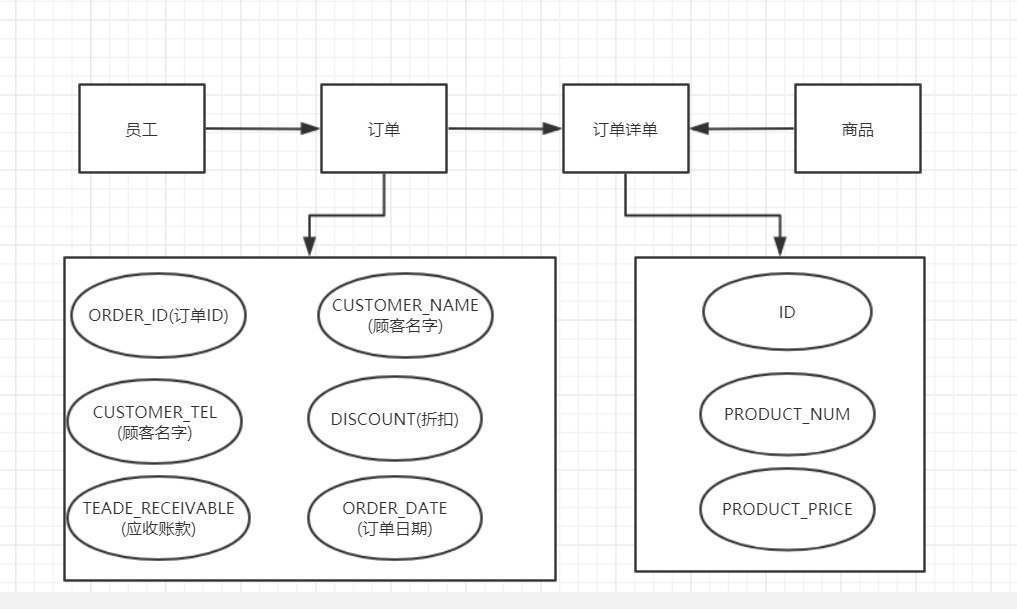 员工
订单
订单详单
商品
ORDER_ID(订单ID)
CUSTOMER_NAME
(顾客名字)
CUSTOMER_TEL
(顾客名字)
DISCOUNT(折扣)
TEADE_RECEIVABLE
(应收账款)
ORDER_DATE
(订单日期)
ID
PRODUCT_NUM
PRODUCT_PRICE